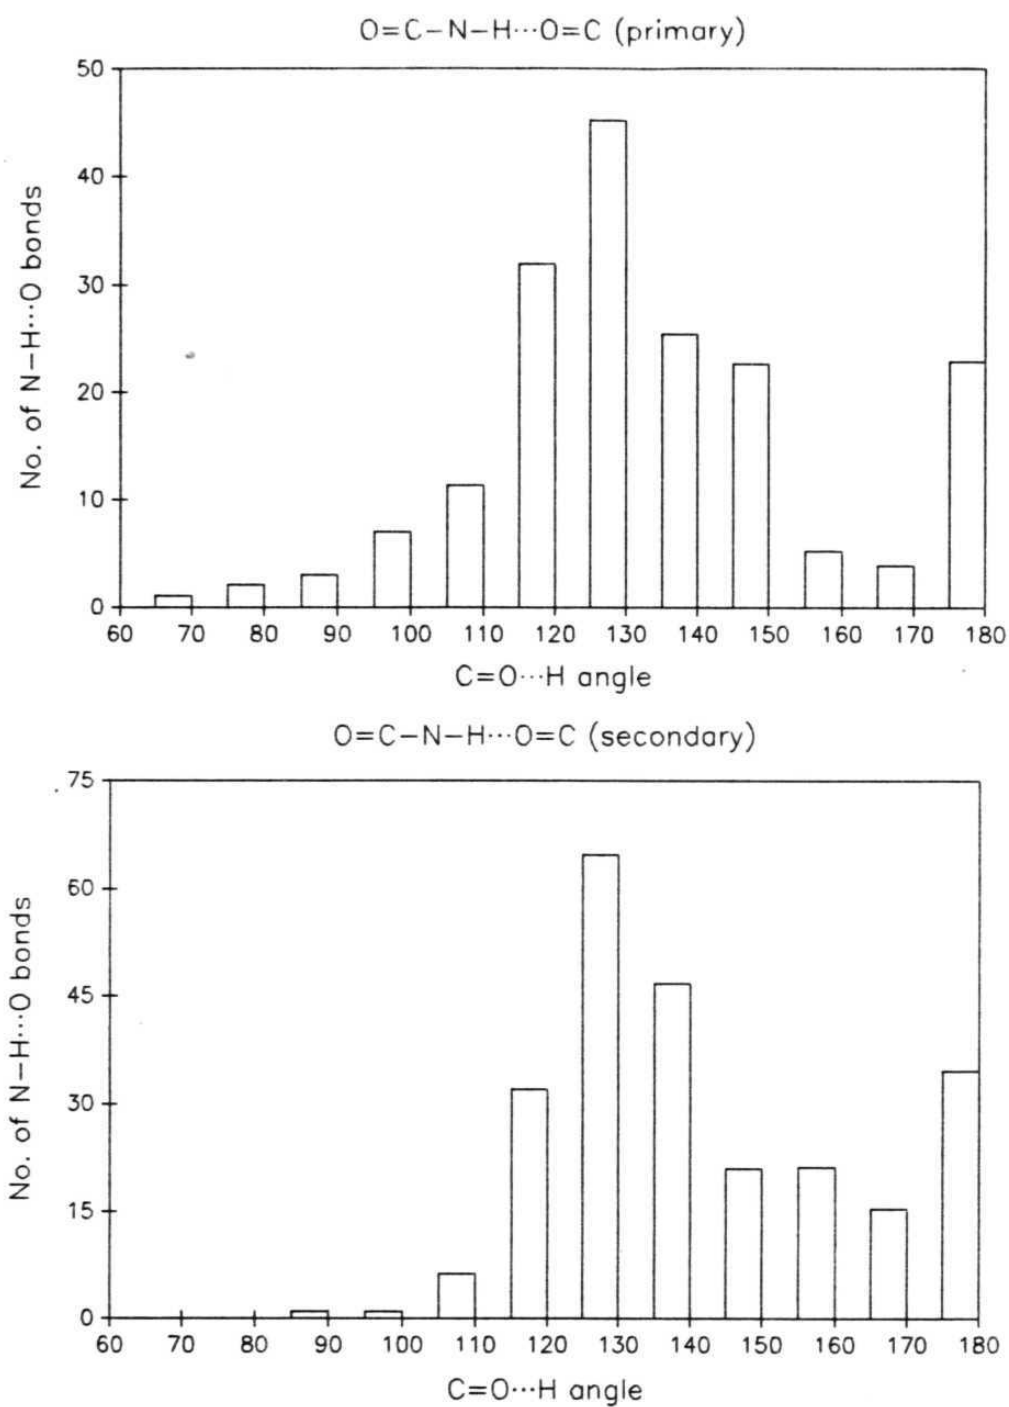 O=C−N−H···O=C (primary)
50
40
30
20
10
0
No. of N−H···O bonds
60 70 80 90 100 110 120 130 140 150 160 170 180
C=O···H angle
O=C−N−H···O=C (secondary)
75
60
45
30
15
0
No. of N−H···O bonds
60 70 80 90 100 110 120 130 140 150 160 170 180
C=O···H angle